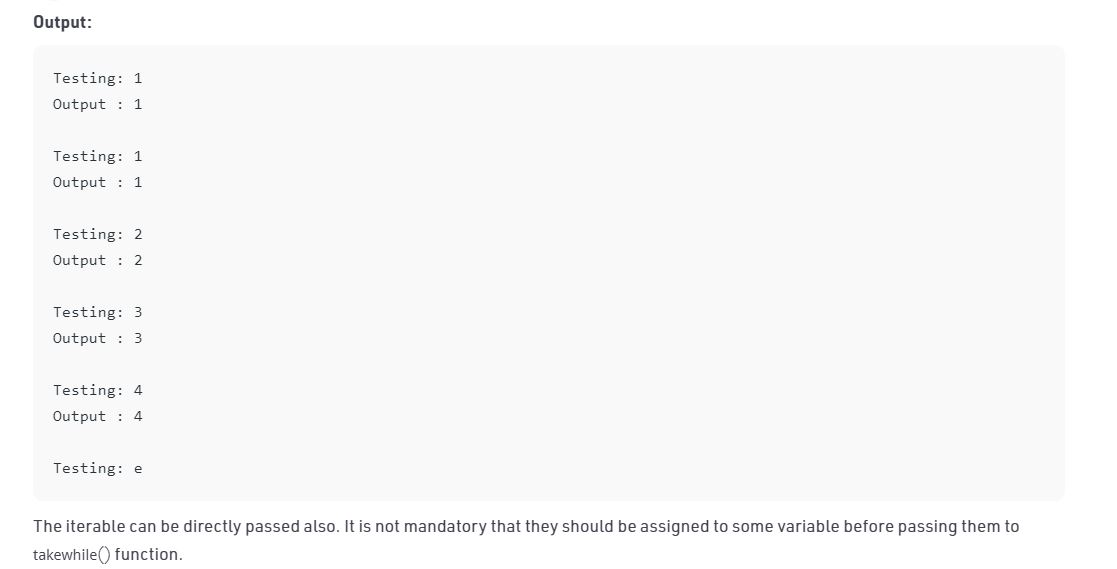 Output:
Testing: 1
Output : 1
Testing: 1
Output : 1
Testing: 2
Output : 2
Testing: 3
Output : 3
Testing: 4
Output : 4
Testing: e
The iterable can be directly passed also. It is not mandatory that they should be assigned to some variable before passing them to
takewhile() function.